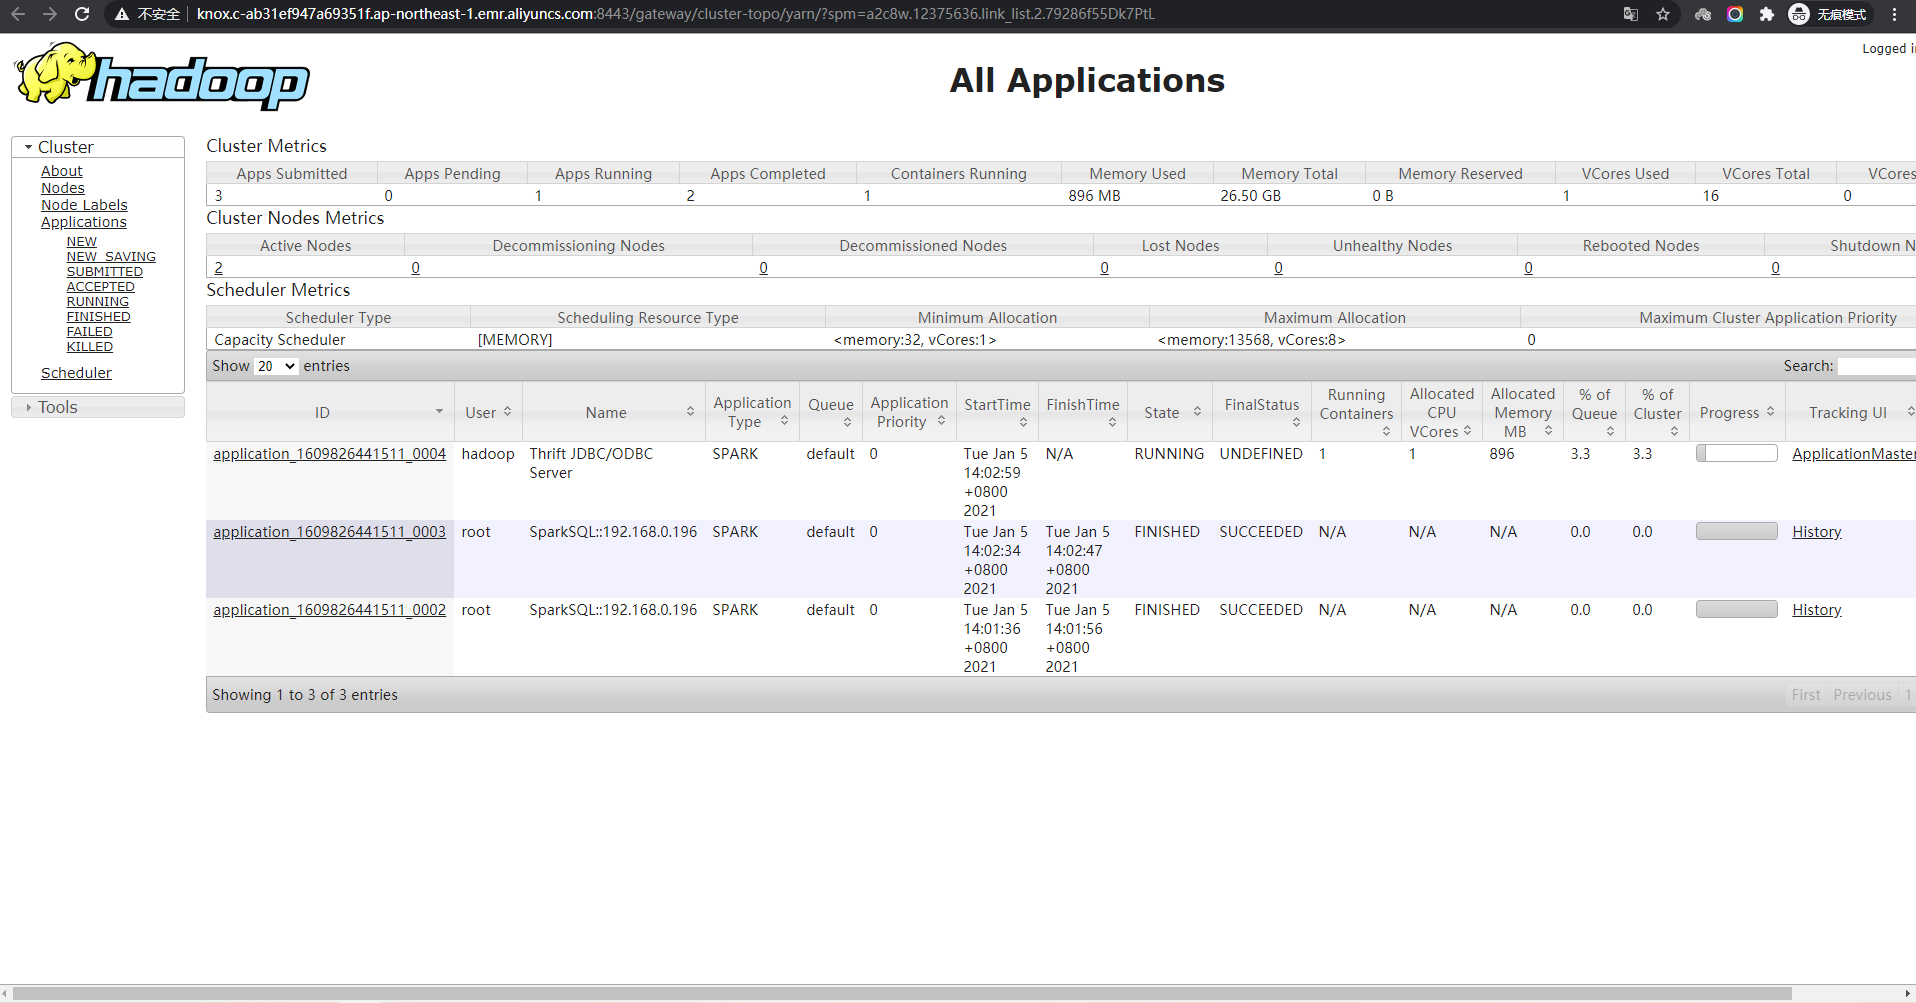 不安全 knox.c-ab31ef947a69351f.ap-northeast-1.emr.aliyuncs.com:8443/gateway/cluster-topo/yarn/?spm=a2c8w.12375636.link_list.2.79286f55Dk7PtL 无痕模式
Logged i
hadoop
All Applications
Cluster
About
Nodes
Node Labels
Applications
NEW
NEW_SAVING
SUBMITTED
ACCEPTED
RUNNING
FINISHED
FAILED
KILLED
Scheduler
Tools
Cluster Metrics
Apps Submitted Apps Pending Apps Running Apps Completed Containers Running Memory Used Memory Total Memory Reserved VCores Used VCores Total VCores
3 0 1 2 1 896 MB 26.50 GB 0 B 1 16 0
Cluster Nodes Metrics
Active Nodes Decommissioning Nodes Decommissioned Nodes Lost Nodes Unhealthy Nodes Rebooted Nodes Shutdown N
2 0 0 0 0 0 0
Scheduler Metrics
Scheduler Type Scheduling Resource Type Minimum Allocation Maximum Allocation Maximum Cluster Application Priority
Capacity Scheduler [MEMORY] <memory:32, vCores:1> <memory:13568, vCores:8> 0
Show 20 entries Search:
ID User Name Application Type Queue Application Priority StartTime FinishTime State FinalStatus Running Containers Allocated CPU VCores Allocated Memory MB % of Queue % of Cluster Progress Tracking UI
application_1609826441511_0004 hadoop Thrift JDBC/ODBC SPARK default 0 Tue Jan 5 N/A RUNNING UNDEFINED 1 1 896 3.3 3.3 ApplicationMaster
Server 14:02:59
+0800
2021
application_1609826441511_0003 root SparkSQL::192.168.0.196 SPARK default 0 Tue Jan 5 Tue Jan 5 FINISHED SUCCEEDED N/A N/A N/A 0.0 0.0 History
14:02:34 14:02:47
+0800 +0800
2021 2021
application_1609826441511_0002 root SparkSQL::192.168.0.196 SPARK default 0 Tue Jan 5 Tue Jan 5 FINISHED SUCCEEDED N/A N/A N/A 0.0 0.0 History
14:01:36 14:01:56
+0800 +0800
2021 2021
Showing 1 to 3 of 3 entries First Previous 1